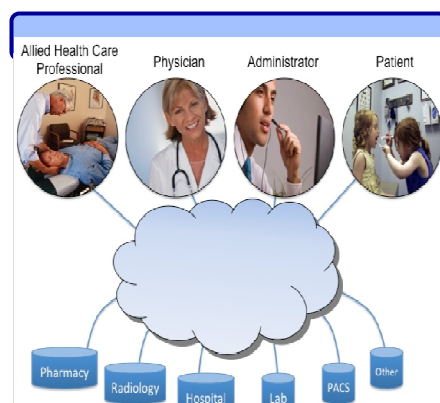 Allied Health Care
Professional
Physician
Administrator
Patient
Pharmacy
Radiology
Hospital
Lab
PACS
Other